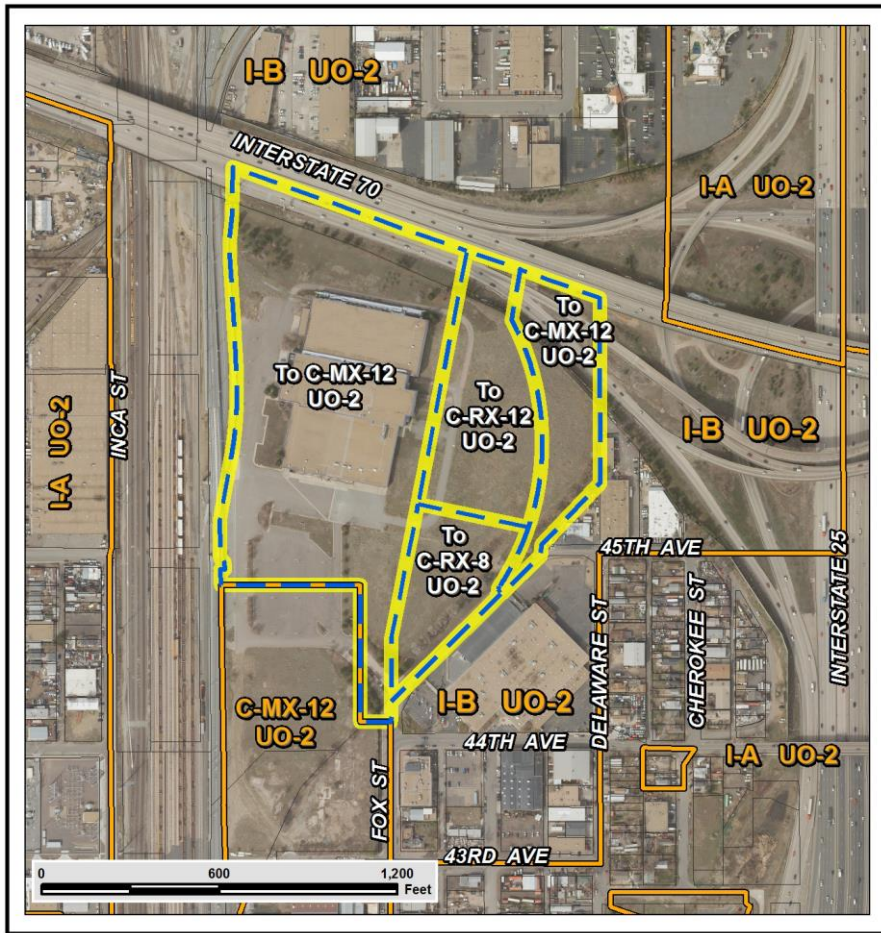 I-B UO-2
INTERSTATE 70
I-A UO-2
To
C-MX-12
UO-2
To C-MX-12
UO-2
To
C-RX-12
UO-2
INCA ST
I-A UO-2
I-B UO-2
To
C-RX-8
UO-2
45TH AVE
INTERSTATE 25
DELAWARE ST
CHEROKEE ST
C-MX-12
UO-2
I-B UO-2
44TH AVE
I-A UO-2
FOX ST
43RD AVE
0 600 1,200
Feet